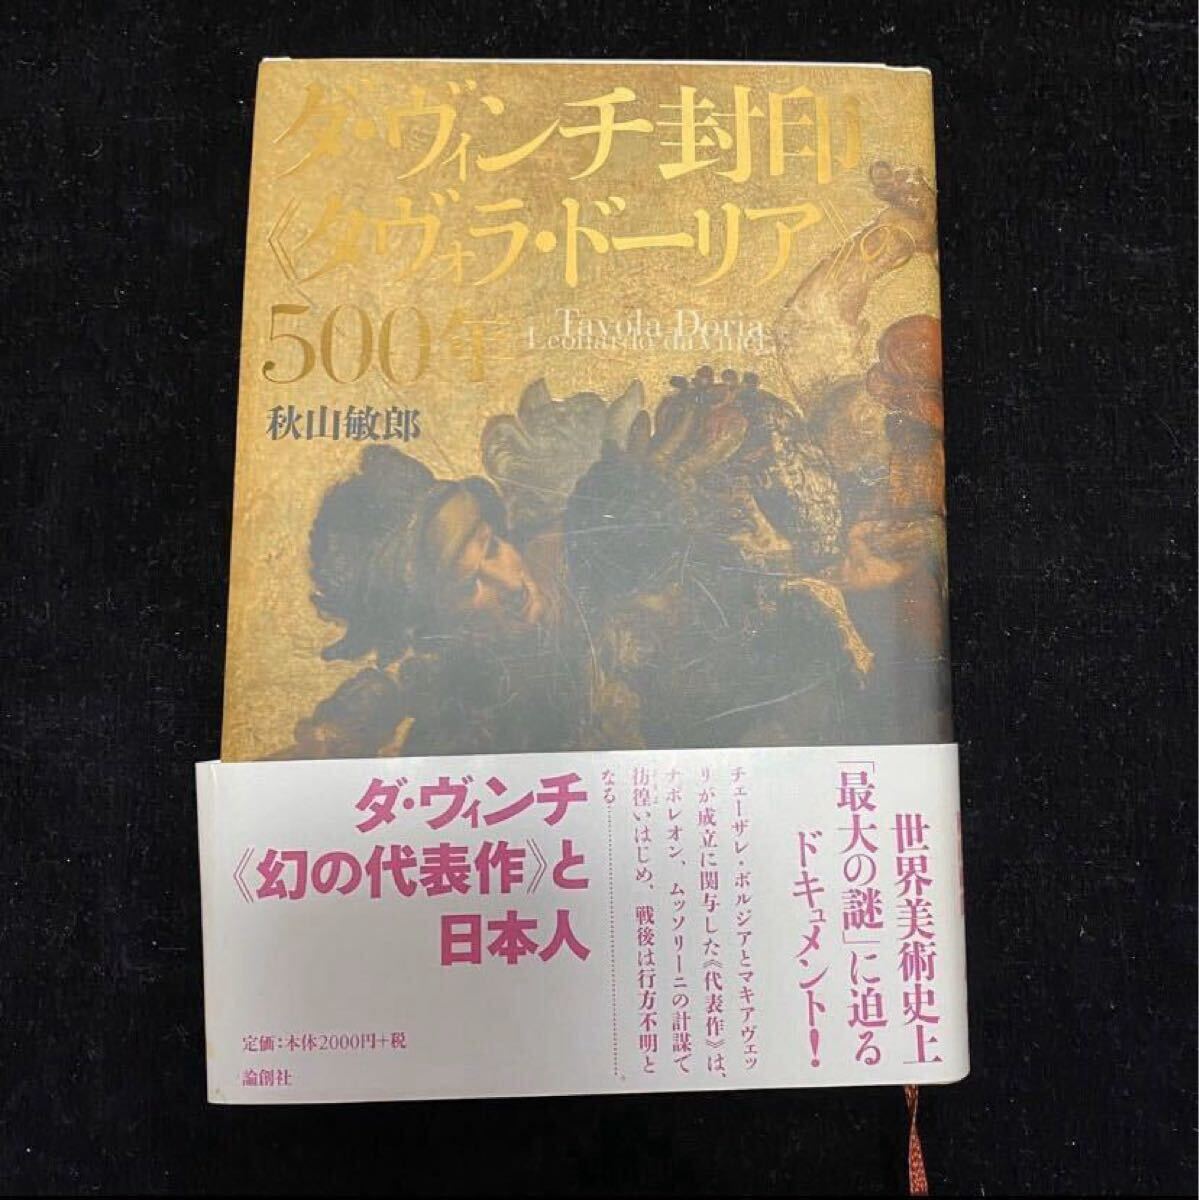 ダ・ヴィンチ封印
《タヴォラ・ドーリア》の
500年
Tavola Doria
Leonardo da Vinci
秋山敏郎
世界美術史上
「最大の謎」に迫る
ドキュメント!
チェーザレ・ボルジアとマキアヴェッ
リが成立に関与した《代表作》は、
ナポレオン、ムッソリーニの計謀で
彷徨いはじめ、戦後は行方不明と
なる……………………………。
ダ・ヴィンチ
《幻の代表作》と
日本人
定価:本体2000円+税
論創社